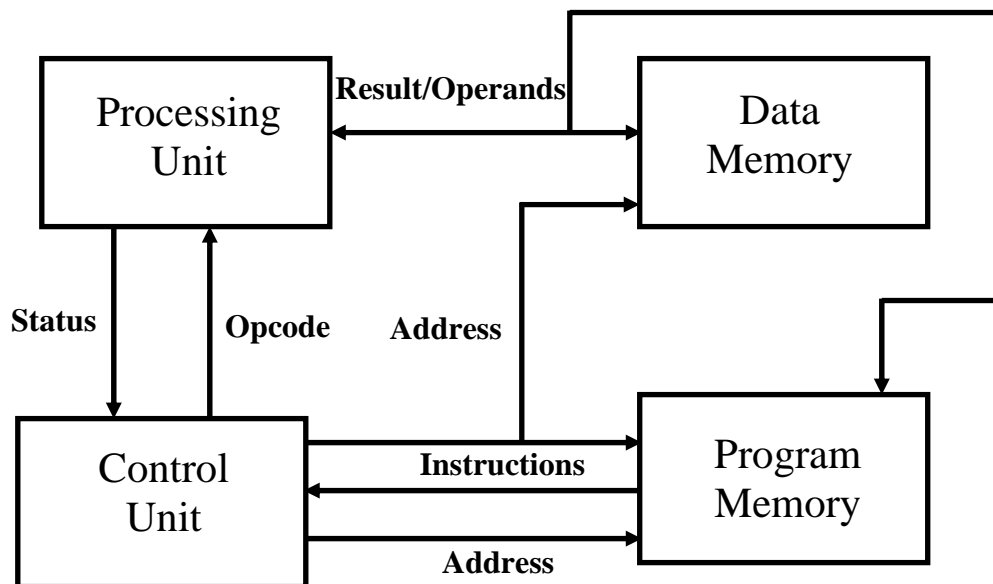 Processing
Unit
Result/Operands
Data
Memory
Status
Opcode
Address
Control
Unit
Instructions
Program
Memory
Address